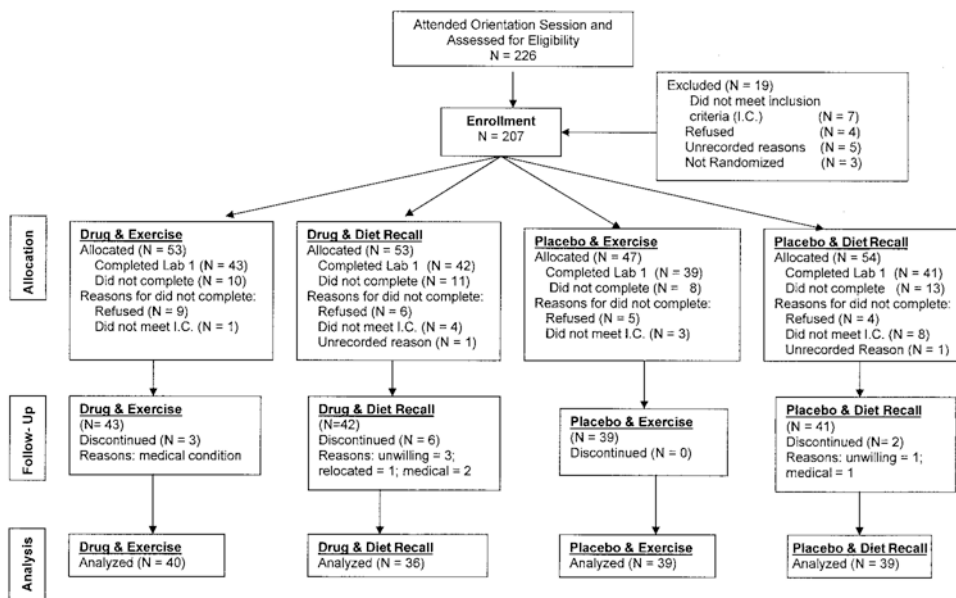 Attended Orientation Session and
Assessed for Eligibility
N = 226
Excluded (N = 19)
Did not meet inclusion
criteria (I.C.) (N = 7)
Refused (N = 4)
Unrecorded reasons (N = 5)
Not Randomized (N = 3)
Enrollment
N = 207
Allocation
Drug & Exercise
Allocated (N = 53)
Completed Lab 1 (N = 43)
Did not complete (N = 10)
Reasons for did not complete:
Refused (N = 9)
Did not meet I.C. (N = 1)
Drug & Diet Recall
Allocated (N = 53)
Completed Lab 1 (N = 42)
Did not complete (N = 11)
Reasons for did not complete:
Refused (N = 6)
Did not meet I.C. (N = 4)
Unrecorded reason (N = 1)
Placebo & Exercise
Allocated (N = 47)
Completed Lab 1 (N = 39)
Did not complete (N = 8)
Reasons for did not complete:
Refused (N = 5)
Did not meet I.C. (N = 3)
Placebo & Diet Recall
Allocated (N = 54)
Completed Lab 1 (N = 41)
Did not complete (N = 13)
Reasons for did not complete:
Refused (N = 4)
Did not meet I.C. (N = 8)
Unrecorded Reason (N = 1)
Follow- Up
Drug & Exercise
(N= 43)
Discontinued (N = 3)
Reasons: medical condition
Drug & Diet Recall
(N=42)
Discontinued (N = 6)
Reasons: unwilling = 3;
relocated = 1; medical = 2
Placebo & Exercise
(N = 39)
Discontinued (N = 0)
Placebo & Diet Recall
(N = 41)
Discontinued (N= 2)
Reasons: unwilling = 1;
medical = 1
Analysis
Drug & Exercise
Analyzed (N = 40)
Drug & Diet Recall
Analyzed (N = 36)
Placebo & Exercise
Analyzed (N = 39)
Placebo & Diet Recall
Analyzed (N = 39)